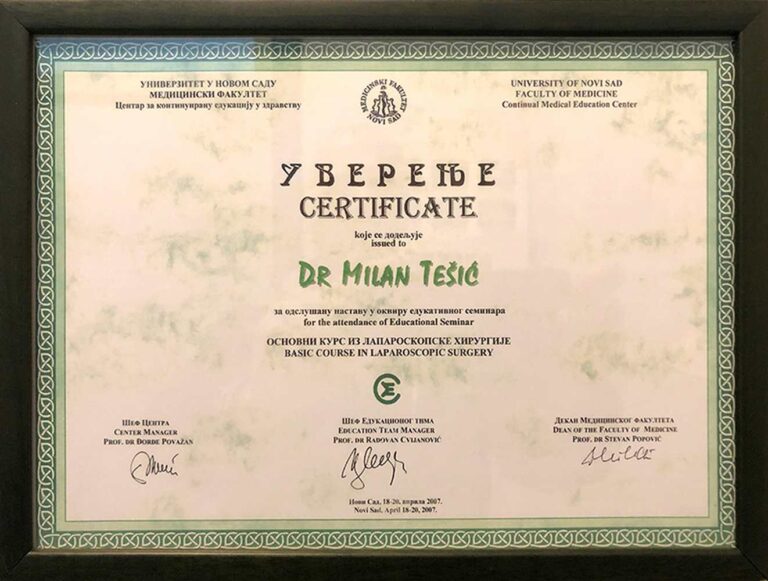 УНИВЕРЗИТЕТ У НОВОМ САДУ
МЕДИЦИНСКИ ФАКУЛТЕТ
Центар за континуирану едукацију у здравству
MEDICINSKI FAKULTET
NOVI SAD
UNIVERSITY OF NOVI SAD
FACULTY OF MEDICINE
Continual Medical Education Center
УВЕРЕЊЕ
CERTIFICATE
које се додељује
issued to
DR MILAN TEŠIĆ
за одслушану наставу у оквиру едукативног семинара
for the attendance of Educational Seminar
ОСНОВНИ КУРС ИЗ ЛАПАРОСКОПСКЕ ХИРУРГИЈЕ
BASIC COURSE IN LAPAROSCOPIC SURGERY
ШЕФ ЦЕНТРА
CENTER MANAGER
PROF. DR ĐORĐE POVAŽAN
ШЕФ ЕДУКАЦИОНОГ ТИМА
EDUCATION TEAM MANAGER
PROF. DR RADOVAN CVIJANOVIĆ
ДЕКАН МЕДИЦИНСКОГ ФАКУЛТЕТА
DEAN OF THE FACULTY OF MEDICINE
PROF. DR STEVAN POPOVIĆ
Нови Сад, 18-20. априла 2007.
Novi Sad, April 18-20, 2007.